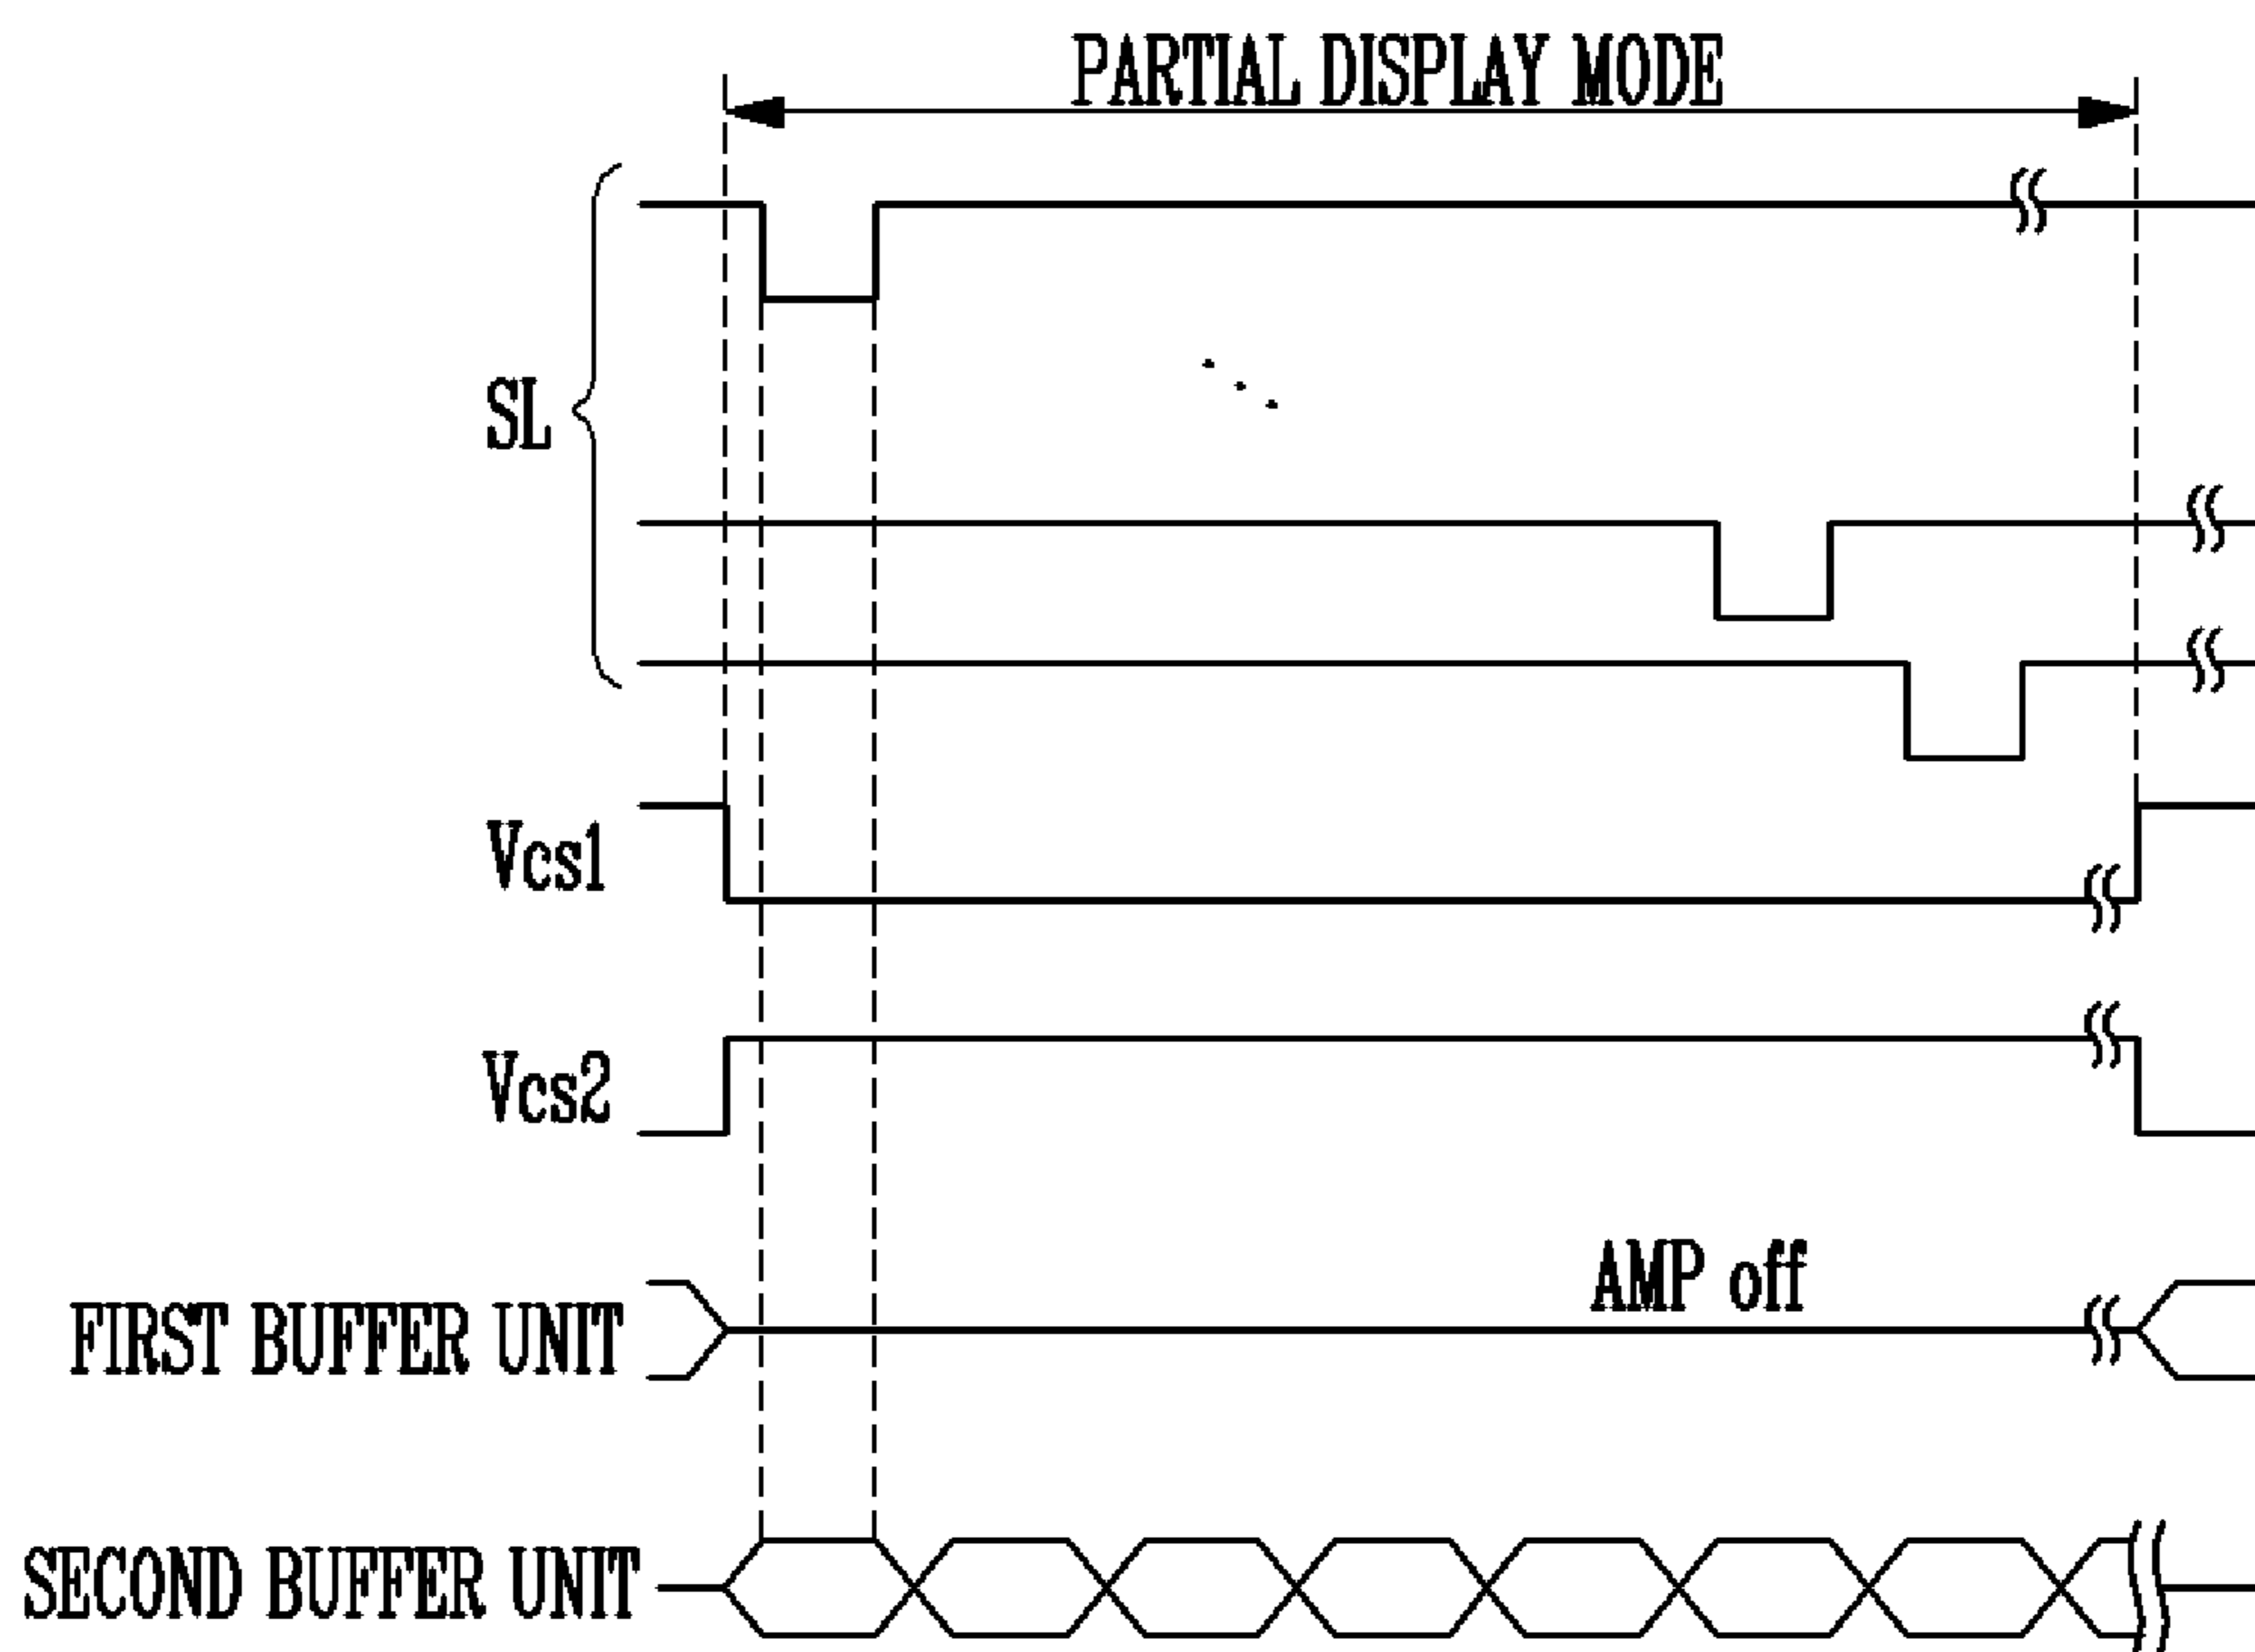 PARTIAL DISPLAY MODE
SL
Vcs1
Vcs2
AMP off
FIRST BUFFER UNIT
SECOND BUFFER UNIT